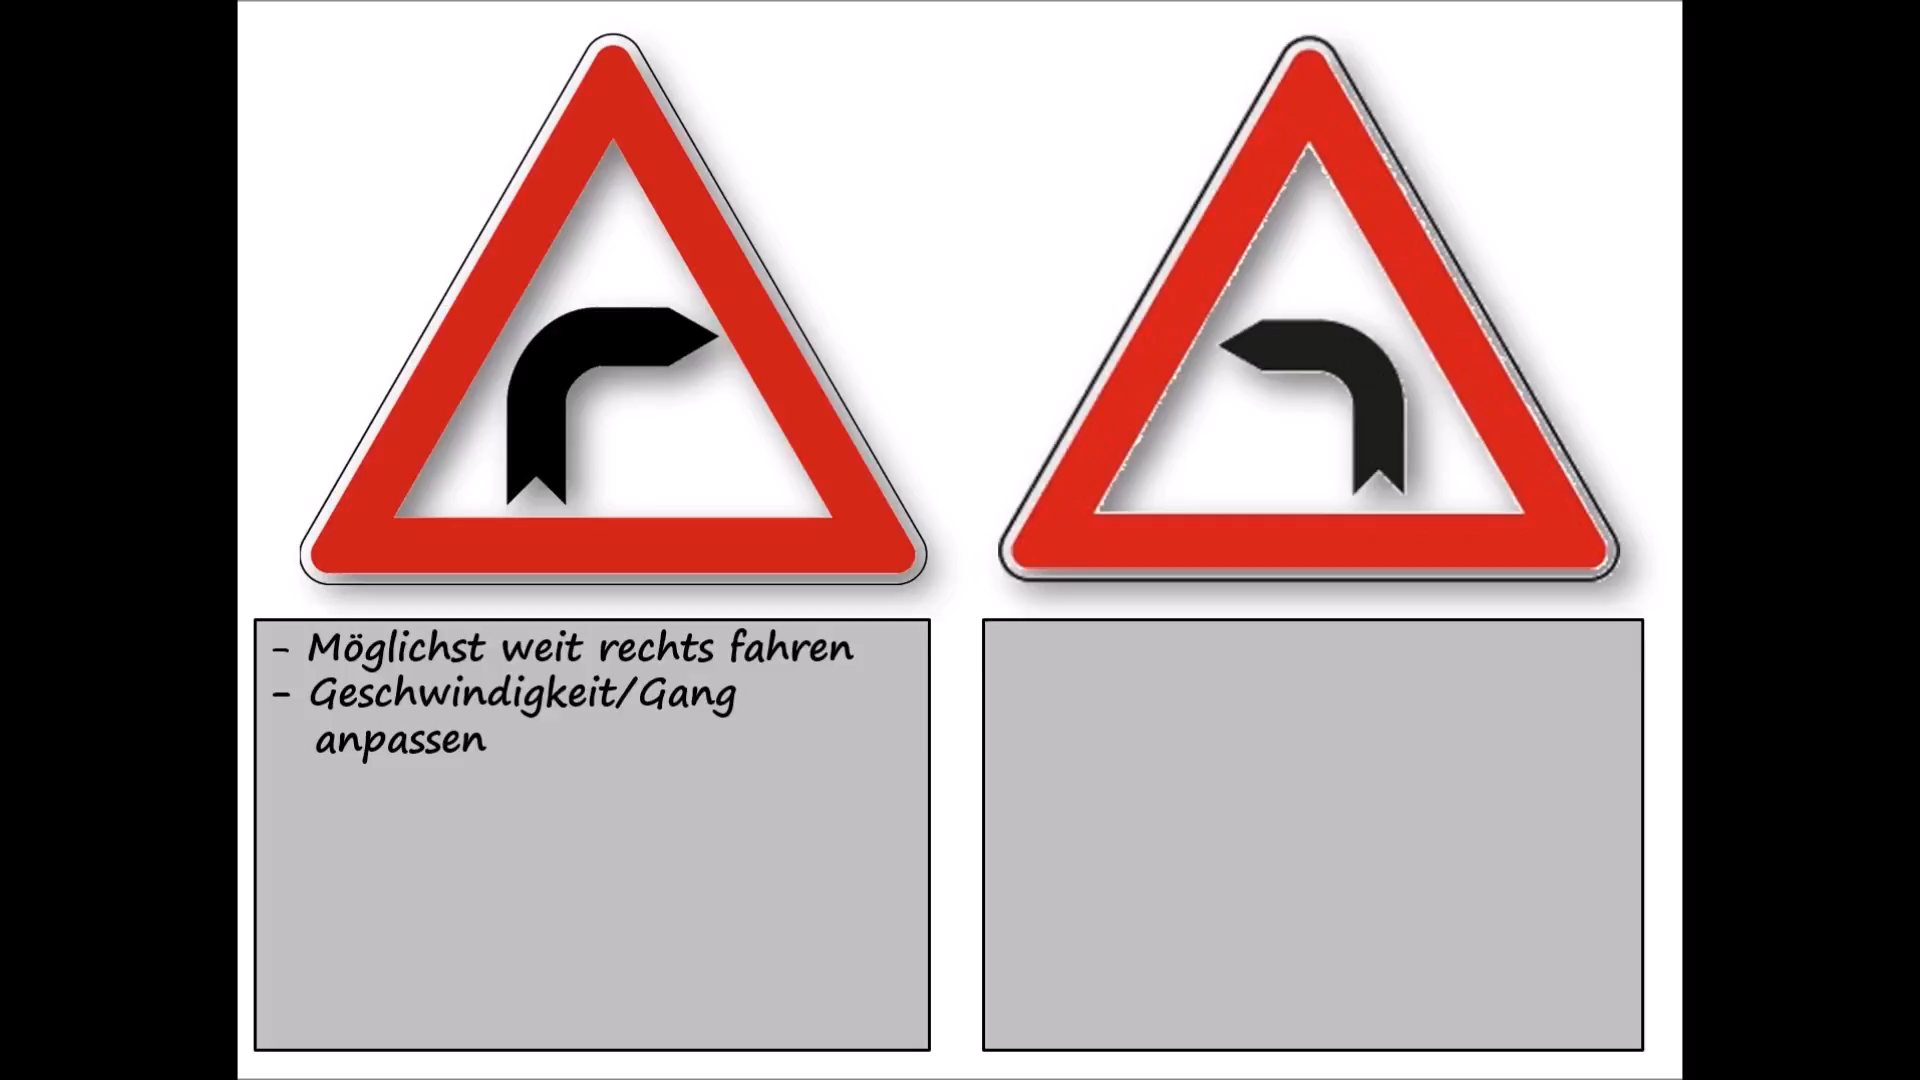 - Möglichst weit rechts fahren
- Geschwindigkeit/Gang
anpassen